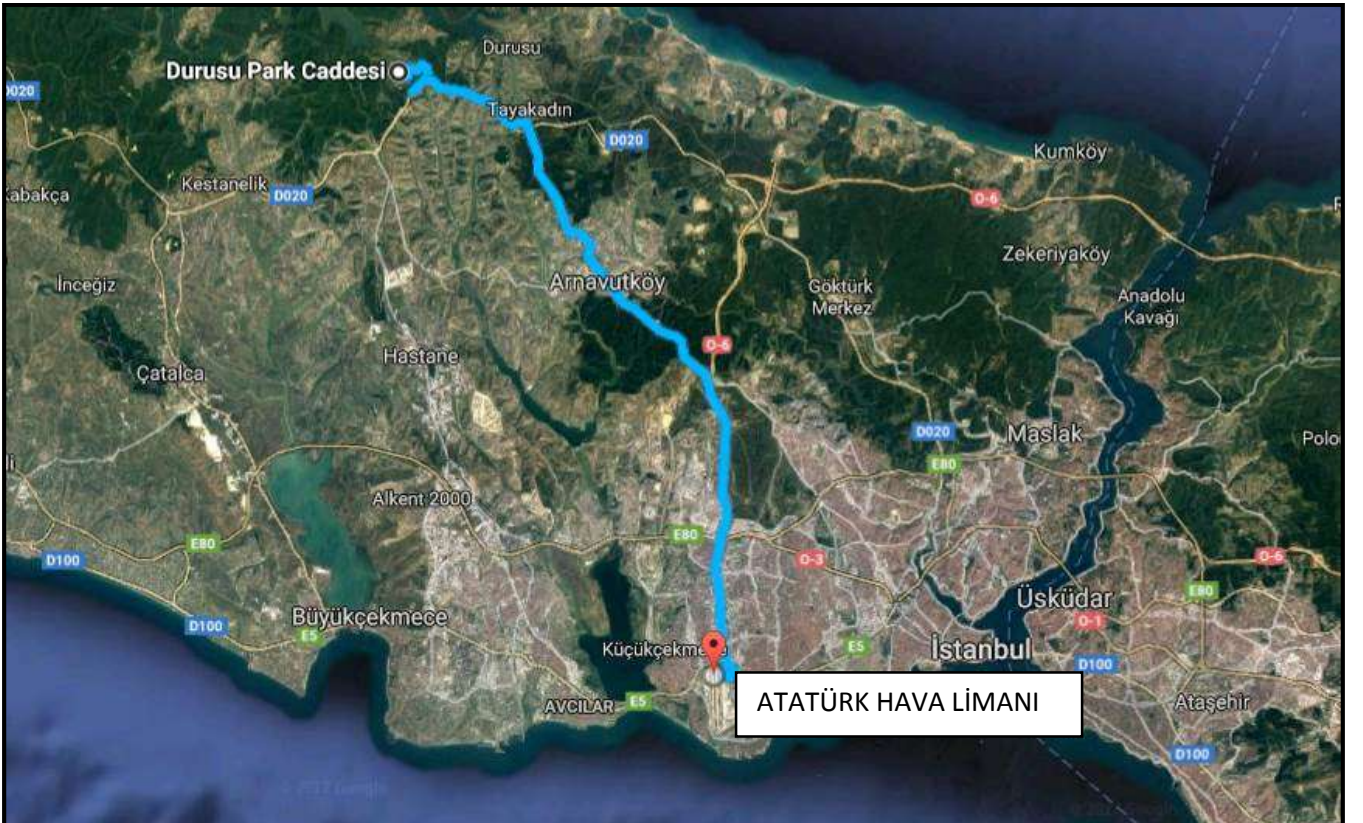 Durusu
Durusu Park Caddesi
D020
Tayakadın
D020
Kumköy
Kestanelik
D020
Kabakça
O-6
Zekeriyaköy
İnceğiz
Arnavutköy
Göktürk
Merkez
Anadolu
Kavağı
O-6
Hastane
Çatalca
D020
Maslak
E80
Alkent 2000
E80
E80
D100
O-3
O-6
E80
Üsküdar
Büyükçekmece
D100
E5
O-1
Küçükçekmece
E5
İstanbul
D100
AVCILAR
E5
ATATÜRK HAVA LİMANI
Ataşehir
D100